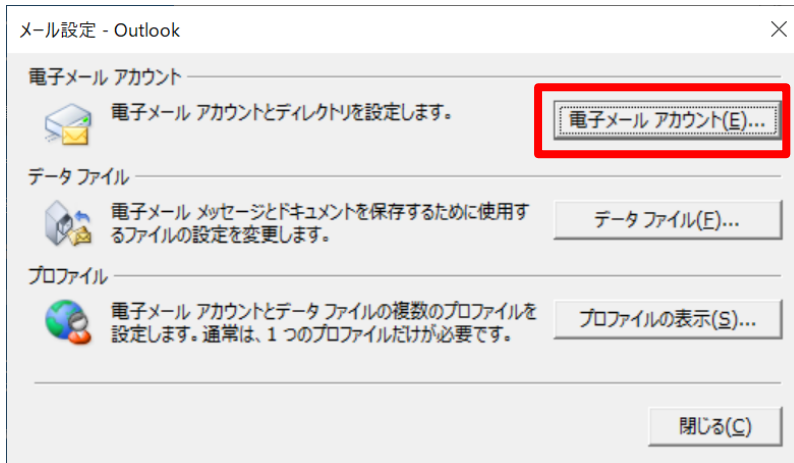 メール設定 - Outlook
電子メール アカウント
電子メール アカウントとディレクトリを設定します。
電子メール アカウント(E)...
データ ファイル
電子メール メッセージとドキュメントを保存するために使用す
るファイルの設定を変更します。
データ ファイル(F)...
プロファイル
電子メール アカウントとデータ ファイルの複数のプロファイルを
設定します。通常は、1 つのプロファイルだけが必要です。
プロファイルの表示(S)...
閉じる(C)